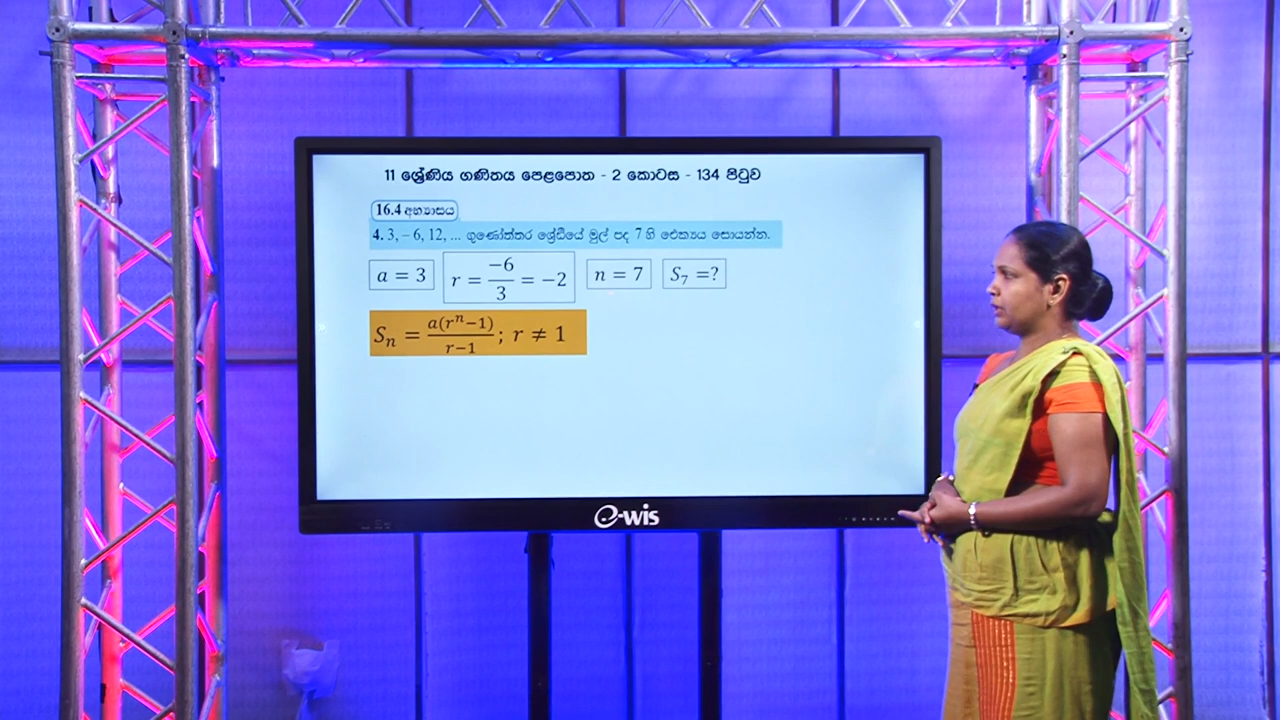 11 ශ්‍රේණිය ගණිතය පෙළපොත - 2 කොටස - 134 පිටුව
16.4 අභ්‍යාසය
4. 3, – 6, 12, ... ගුණෝත්තර ශ්‍රේඪියේ මුල් පද 7 හි ඓක්‍යය සොයන්න.
a = 3 r = −6/3 = −2 n = 7 S₇ =?
Sₙ = a(rⁿ−1)/r−1 ; r ≠ 1
e-wis